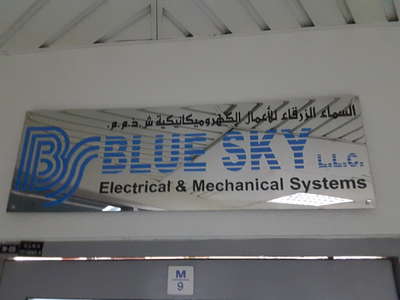 السماء الزرقاء للأعمال الكهروميكانيكية ش.ذ.م.م.
BS BLUE SKY L.L.C.
Electrical & Mechanical Systems
M
9